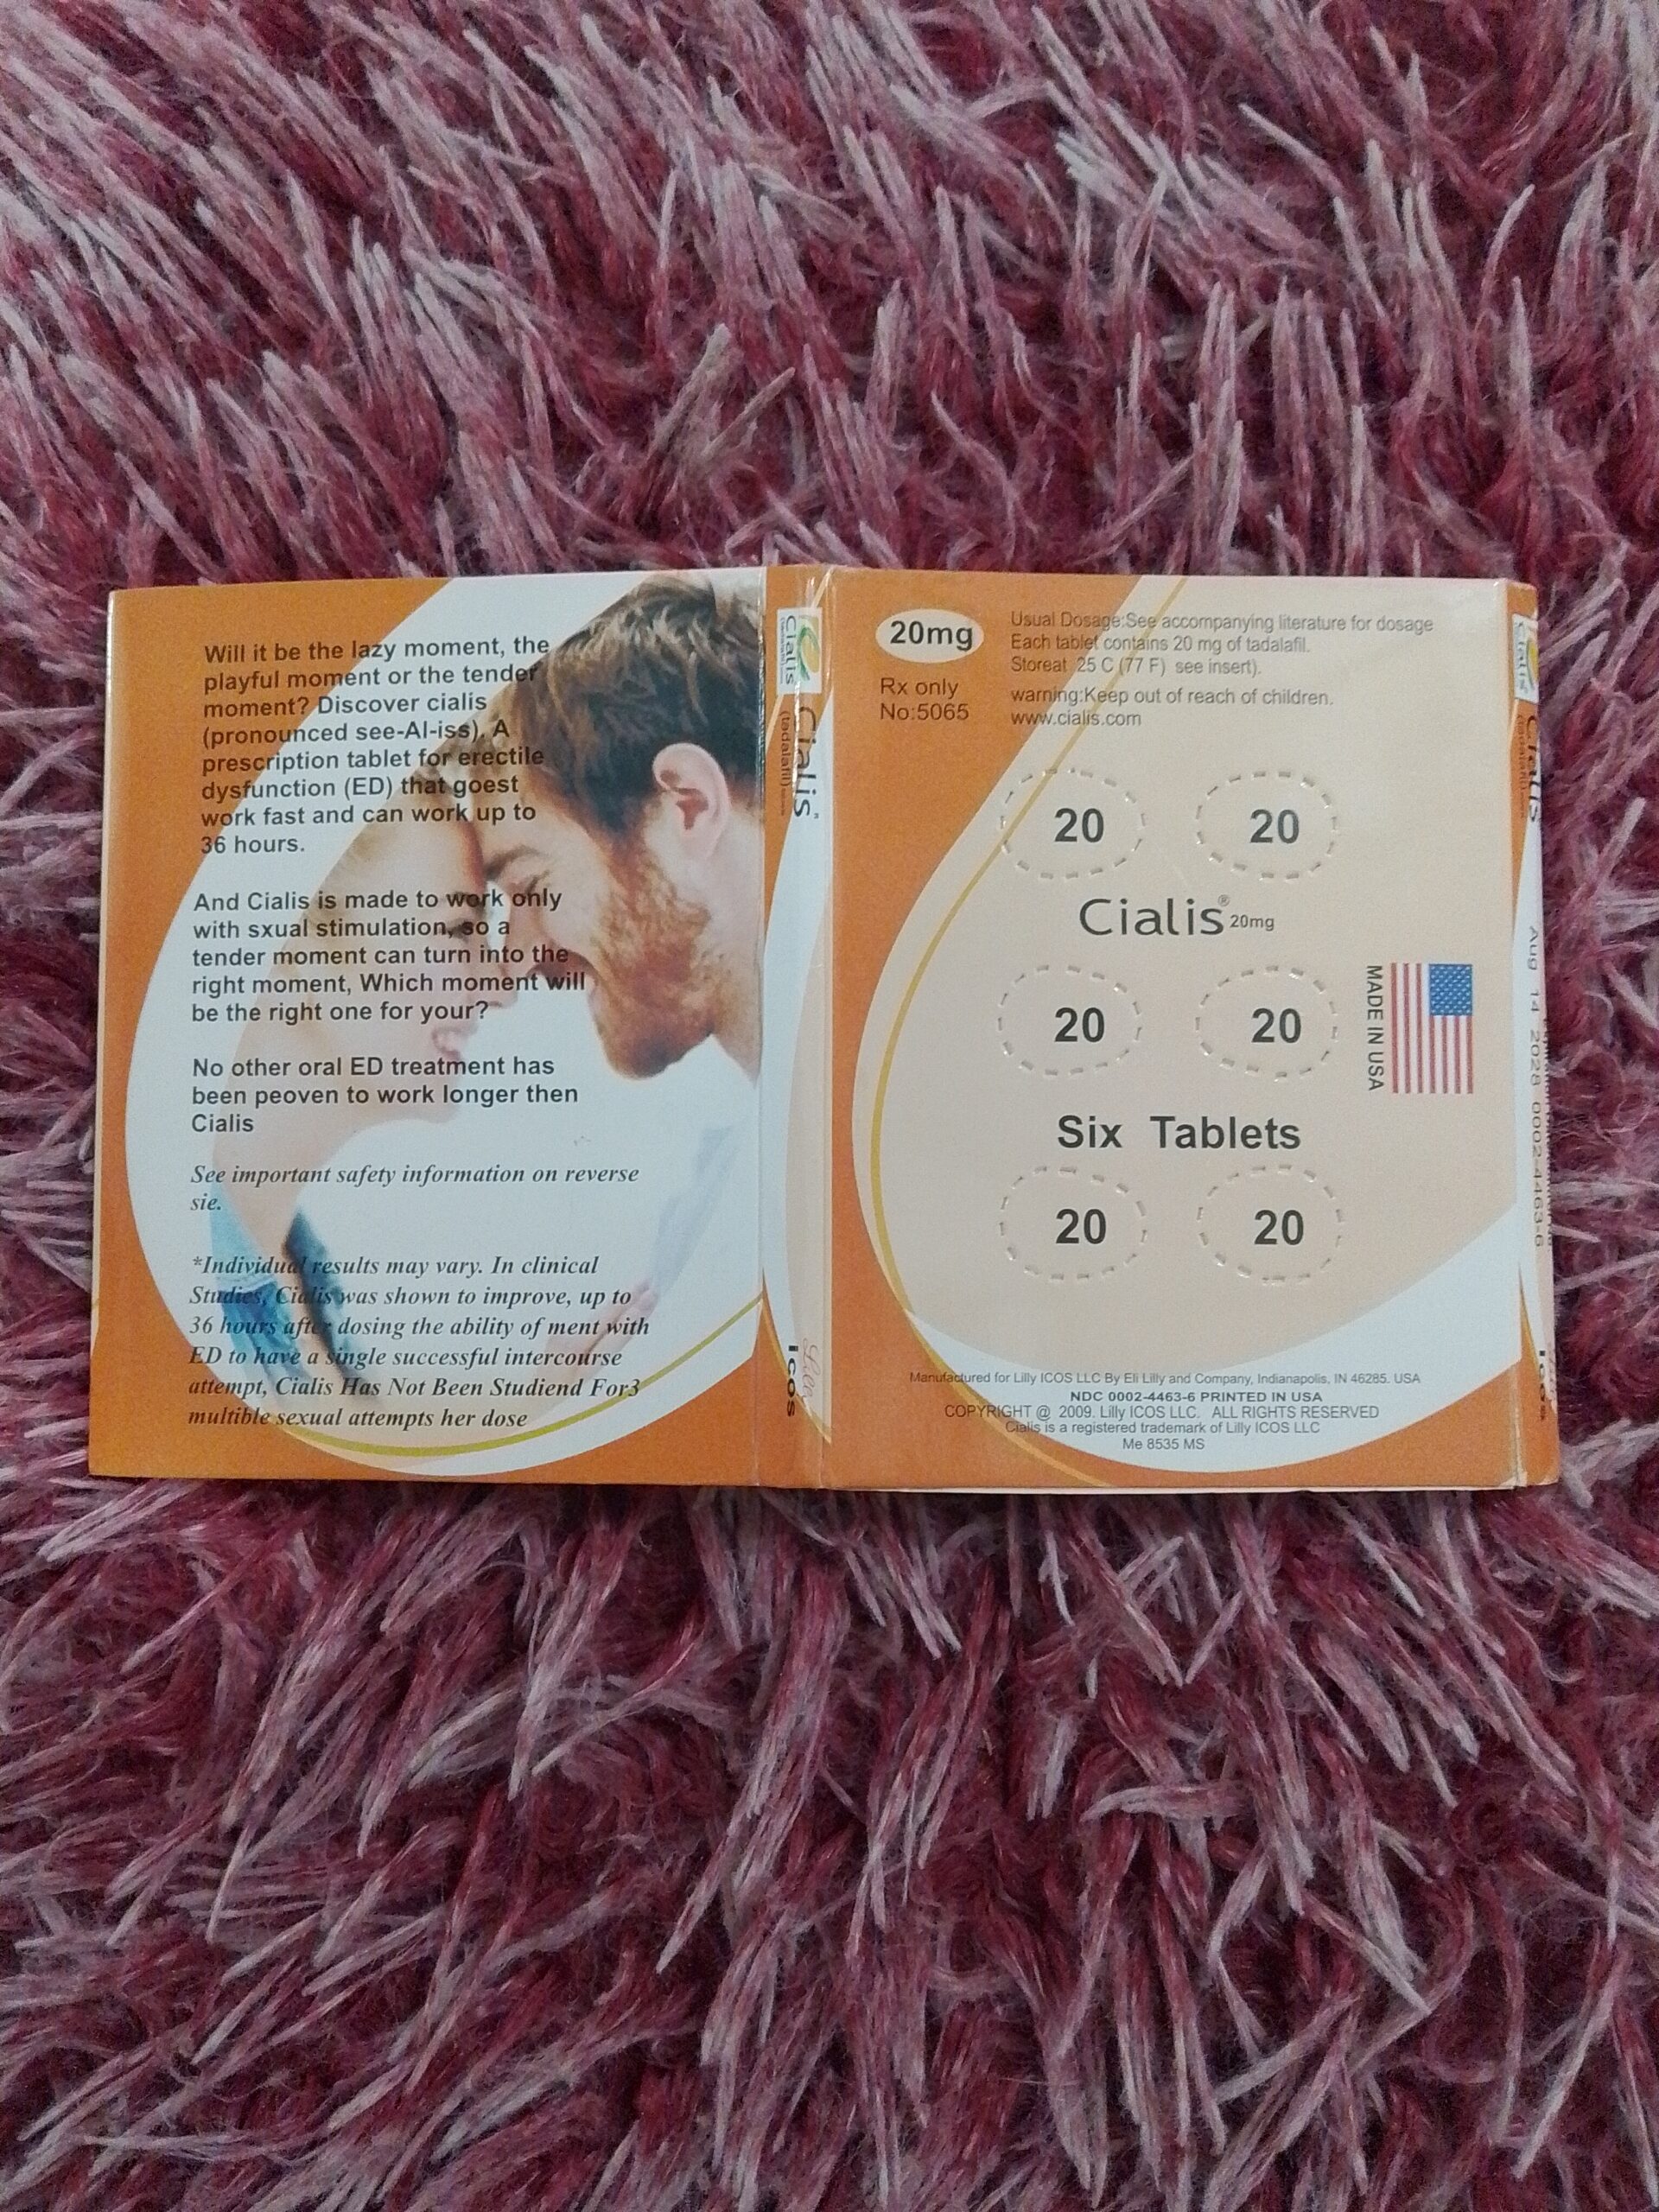 Will it be the lazy moment, the
playful moment or the tender
moment? Discover cialis
(pronounced see-Al-iss). A
prescription tablet for erectile
dysfunction (ED) that goest
work fast and can work up to
36 hours.
And Cialis is made to work only
with sxual stimulation, so a
tender moment can turn into the
right moment, Which moment will
be the right one for your?
No other oral ED treatment has
been peoven to work longer then
Cialis
See important safety information on reverse
sie.
*Individual results may vary. In clinical
Studies, Cialis was shown to improve, up to
36 hours after dosing the ability of ment with
ED to have a single successful intercourse
attempt, Cialis Has Not Been Studiend For3
multible sexual attempts her dose
Cialis
Cialis®
(tadalafil)
Lilly
icos
20mg
Rx only
No:5065
Usual Dosage:See accompanying literature for dosage
Each tablet contains 20 mg of tadalafil.
Storeat 25 C (77 F) see insert).
warning:Keep out of reach of children.
www.cialis.com
20 20
Cialis® 20mg
20 20
MADE IN USA
Six Tablets
20 20
Manufactured for Lilly ICOS LLC By Eli Lilly and Company, Indianapolis, IN 46285. USA
NDC 0002-4463-6 PRINTED IN USA
COPYRIGHT @ 2009. Lilly ICOS LLC. ALL RIGHTS RESERVED
Cialis is a registered trademark of Lilly ICOS LLC
Me 8535 MS
Cialis
Cialis
(tadalafil)
Aug 14 2028 0002-4463-6
icos